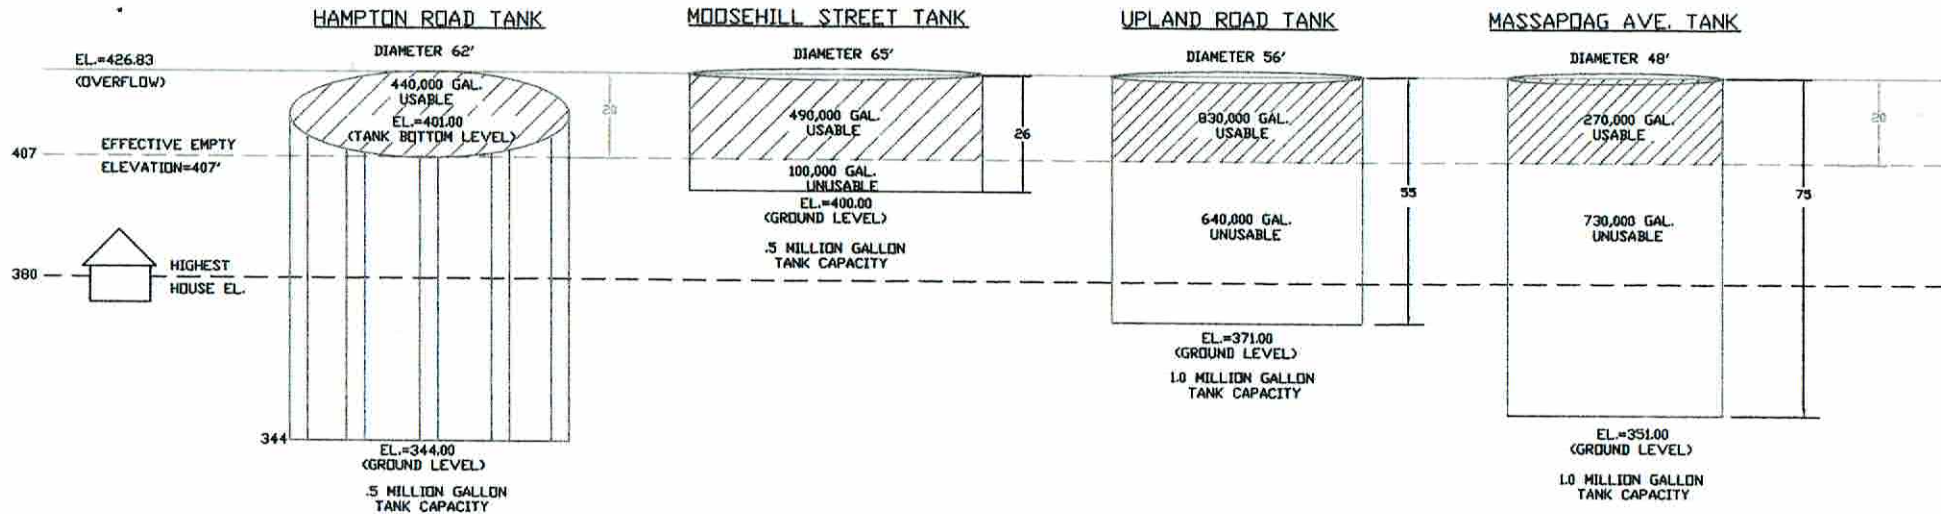 HAMPTON ROAD TANK
DIAMETER 62'
EL.=426.83
(OVERFLOW)
440,000 GAL.
USABLE
EL.=401.00
(TANK BOTTOM LEVEL)
20
407
EFFECTIVE EMPTY
ELEVATION=407'
380
HIGHEST
HOUSE EL.
344
EL.=344.00
(GROUND LEVEL)
.5 MILLION GALLON
TANK CAPACITY
MOOSEHILL STREET TANK
DIAMETER 65'
490,000 GAL.
USABLE
26
100,000 GAL.
UNUSABLE
EL.=400.00
(GROUND LEVEL)
.5 MILLION GALLON
TANK CAPACITY
UPLAND ROAD TANK
DIAMETER 56'
830,000 GAL.
USABLE
55
640,000 GAL.
UNUSABLE
EL.=371.00
(GROUND LEVEL)
1.0 MILLION GALLON
TANK CAPACITY
MASSAPOAG AVE. TANK
DIAMETER 48'
270,000 GAL.
USABLE
20
75
730,000 GAL.
UNUSABLE
EL.=351.00
(GROUND LEVEL)
1.0 MILLION GALLON
TANK CAPACITY